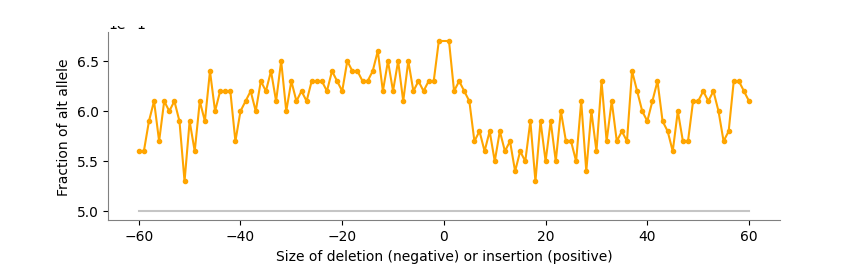 6.5
6.0
5.5
5.0
Fraction of alt allele
−60 −40 −20 0 20 40 60
Size of deletion (negative) or insertion (positive)